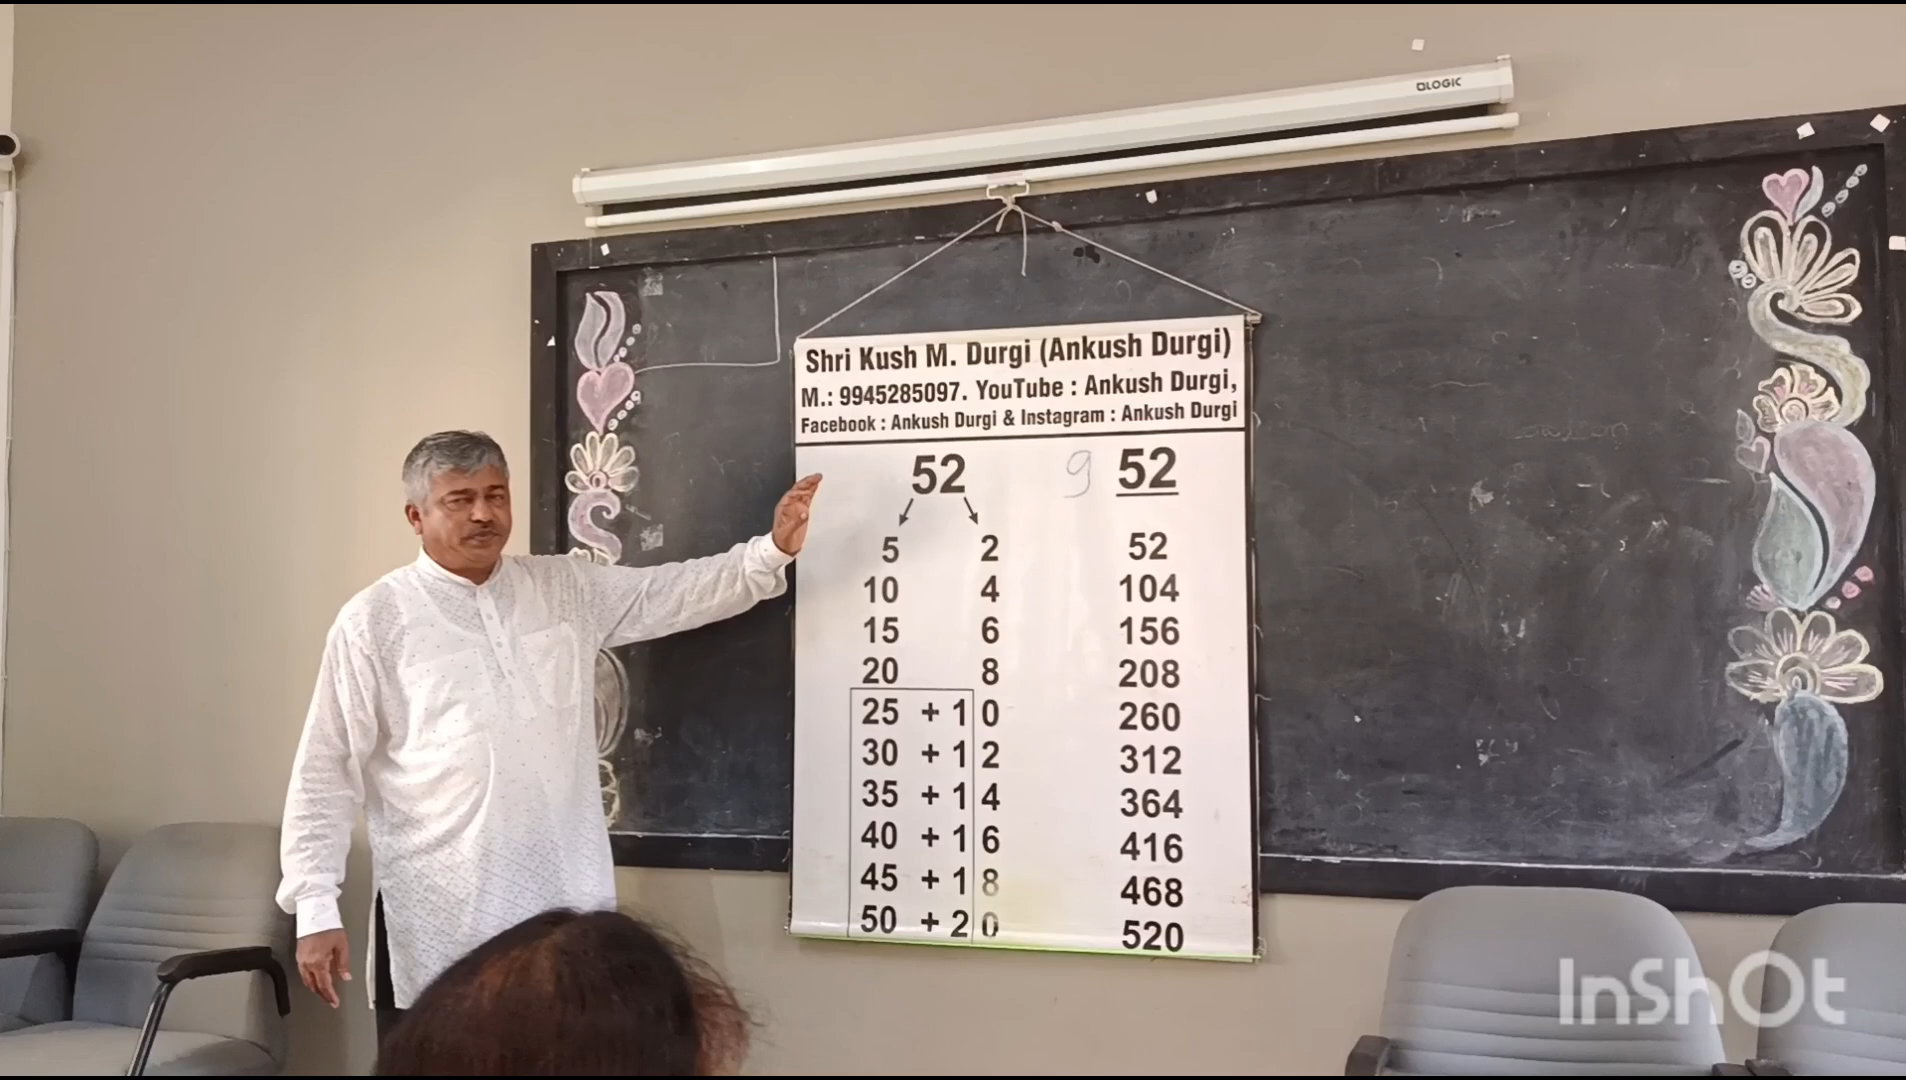 QLOGIC
Shri Kush M. Durgi (Ankush Durgi)
M.: 9945285097. YouTube : Ankush Durgi,
Facebook : Ankush Durgi & Instagram : Ankush Durgi
52 9 52
5 2 52
10 4 104
15 6 156
20 8 208
25 + 1 0 260
30 + 1 2 312
35 + 1 4 364
40 + 1 6 416
45 + 1 8 468
50 + 2 0 520
InShOt